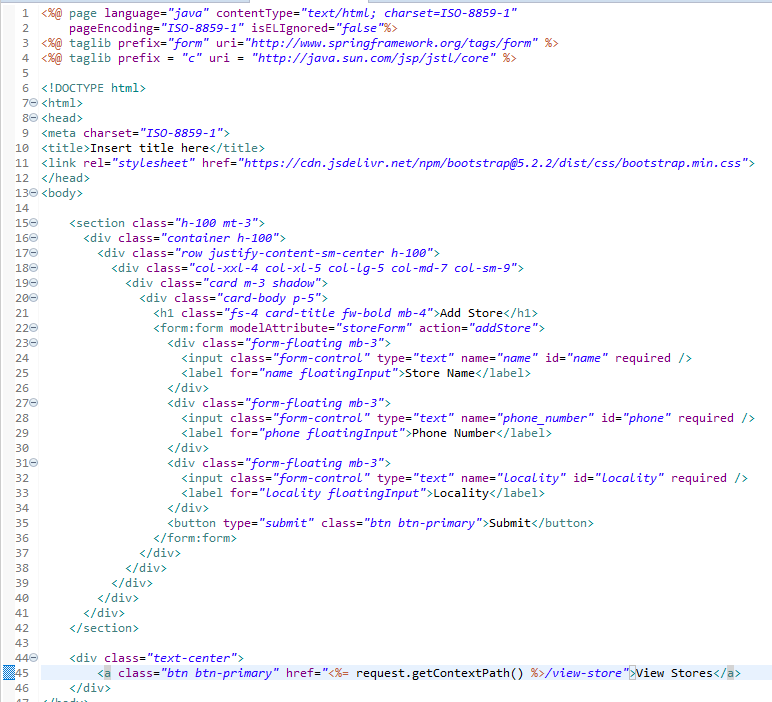 1 <%@ page language="java" contentType="text/html; charset=ISO-8859-1"
2 pageEncoding="ISO-8859-1" isELIgnored="false"%>
3 <%@ taglib prefix="form" uri="http://www.springframework.org/tags/form" %>
4 <%@ taglib prefix = "c" uri = "http://java.sun.com/jsp/jstl/core" %>
5
6 <!DOCTYPE html>
7 <html>
8 <head>
9 <meta charset="ISO-8859-1">
10 <title>Insert title here</title>
11 <link rel="stylesheet" href="https://cdn.jsdelivr.net/npm/bootstrap@5.2.2/dist/css/bootstrap.min.css">
12 </head>
13 <body>
14
15 <section class="h-100 mt-3">
16 <div class="container h-100">
17 <div class="row justify-content-sm-center h-100">
18 <div class="col-xxl-4 col-xl-5 col-lg-5 col-md-7 col-sm-9">
19 <div class="card m-3 shadow">
20 <div class="card-body p-5">
21 <h1 class="fs-4 card-title fw-bold mb-4">Add Store</h1>
22 <form:form modelAttribute="storeForm" action="addStore">
23 <div class="form-floating mb-3">
24 <input class="form-control" type="text" name="name" id="name" required />
25 <label for="name floatingInput">Store Name</label>
26 </div>
27 <div class="form-floating mb-3">
28 <input class="form-control" type="text" name="phone_number" id="phone" required />
29 <label for="phone floatingInput">Phone Number</label>
30 </div>
31 <div class="form-floating mb-3">
32 <input class="form-control" type="text" name="locality" id="locality" required />
33 <label for="locality floatingInput">Locality</label>
34 </div>
35 <button type="submit" class="btn btn-primary">Submit</button>
36 </form:form>
37 </div>
38 </div>
39 </div>
40 </div>
41 </div>
42 </section>
43
44 <div class="text-center">
45 <a class="btn btn-primary" href="<%= request.getContextPath() %>/view-store">View Stores</a>
46 </div>
47 </body>